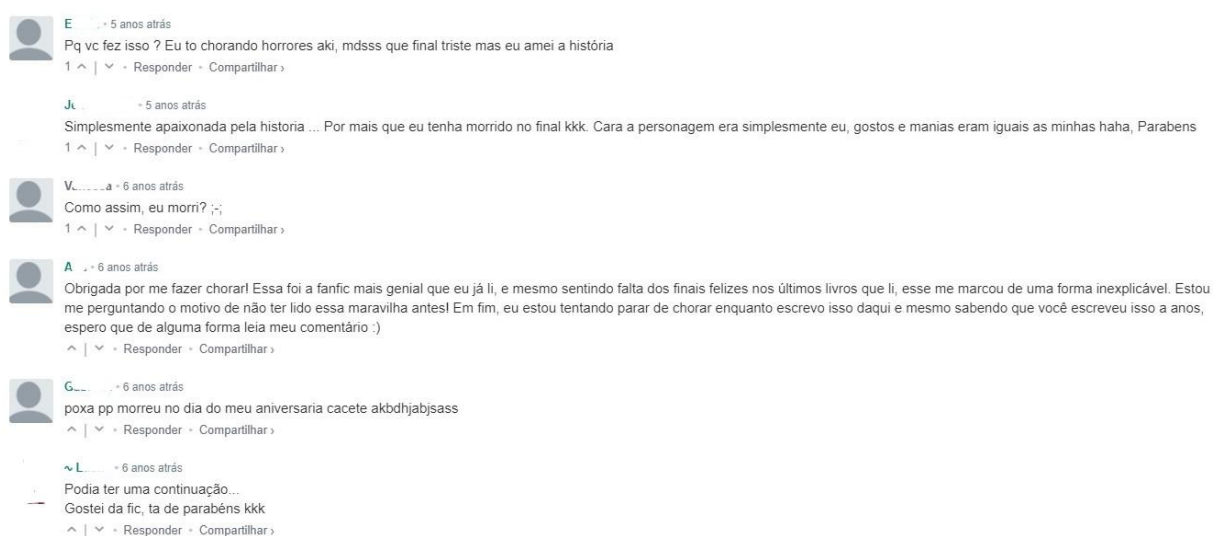 E • 5 anos atrás
Pq vc fez isso ? Eu to chorando horrores aki, mdsss que final triste mas eu amei a história
1 ^ | ˅ • Responder • Compartilhar ›
• 5 anos atrás
Simplesmente apaixonada pela historia ... Por mais que eu tenha morrido no final kkk. Cara a personagem era simplesmente eu, gostos e manias eram iguais as minhas haha, Parabens
1 ^ | ˅ • Responder • Compartilhar ›
• 6 anos atrás
Como assim, eu morri? ;-;
1 ^ | ˅ • Responder • Compartilhar ›
A • 6 anos atrás
Obrigada por me fazer chorar! Essa foi a fanfic mais genial que eu já li, e mesmo sentindo falta dos finais felizes nos últimos livros que li, esse me marcou de uma forma inexplicável. Estou
me perguntando o motivo de não ter lido essa maravilha antes! Em fim, eu estou tentando parar de chorar enquanto escrevo isso daqui e mesmo sabendo que você escreveu isso a anos,
espero que de alguma forma leia meu comentário :)
^ | ˅ • Responder • Compartilhar ›
• 6 anos atrás
poxa pp morreu no dia do meu aniversaria cacete akbdhjabjsass
^ | ˅ • Responder • Compartilhar ›
~ L • 6 anos atrás
Podia ter uma continuação...
Gostei da fic, ta de parabéns kkk
^ | ˅ • Responder • Compartilhar ›